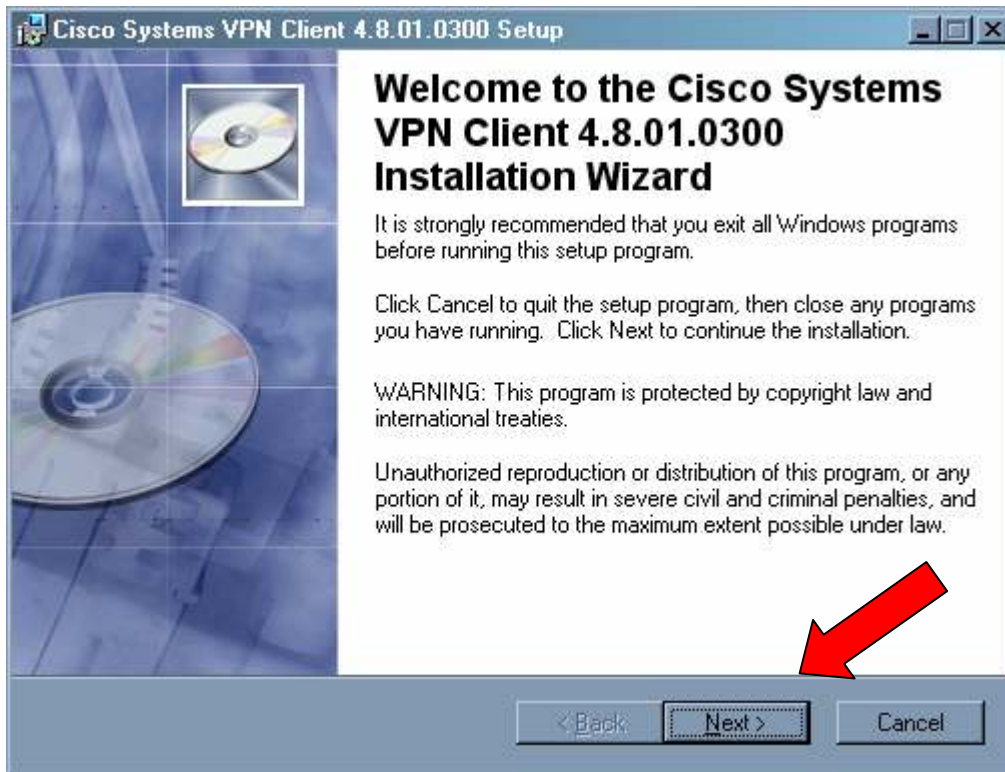 Cisco Systems VPN Client 4.8.01.0300 Setup
Welcome to the Cisco Systems
VPN Client 4.8.01.0300
Installation Wizard
It is strongly recommended that you exit all Windows programs
before running this setup program.
Click Cancel to quit the setup program, then close any programs
you have running. Click Next to continue the installation.
WARNING: This program is protected by copyright law and
international treaties.
Unauthorized reproduction or distribution of this program, or any
portion of it, may result in severe civil and criminal penalties, and
will be prosecuted to the maximum extent possible under law.
< Back Next > Cancel